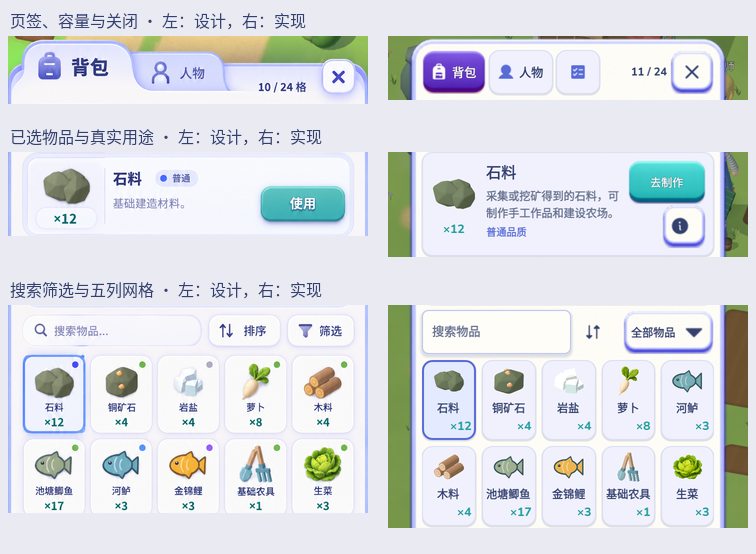 页签、容量与关闭 · 左：设计，右：实现
背包 人物 10 / 24 格
背包 人物 11 / 24
已选物品与真实用途 · 左：设计，右：实现
石料 普通
基础建造材料。
×12
使用
石料
采集或挖矿得到的石料，可
制作手工作品和建设农场。
普通品质
×12
去制作
搜索筛选与五列网格 · 左：设计，右：实现
搜索物品... 排序 筛选
石料 铜矿石 岩盐 萝卜 木料
×12 ×4 ×4 ×8 ×4
池塘鲫鱼 河鲈 金锦鲤 基础农具 生菜
×17 ×3 ×3 ×1 ×3
搜索物品 全部物品
石料 铜矿石 岩盐 萝卜 河鲈
×12 ×4 ×4 ×8 ×3
木料 池塘鲫鱼 金锦鲤 基础农具 生菜
×4 ×17 ×3 ×1 ×3